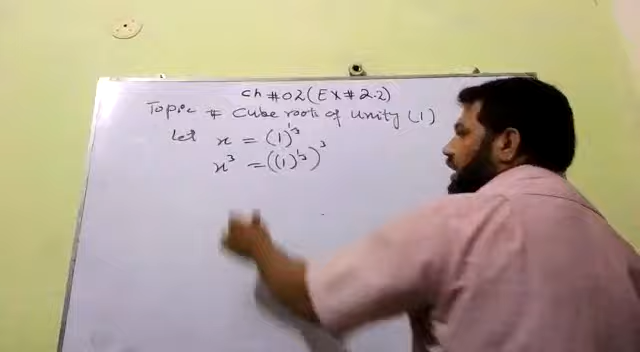 Ch #02 (Ex # 2.2)
Topic # Cube roots of unity (1)
Let x = (1)^1/3
x^3 = ((1)^1/3)^3